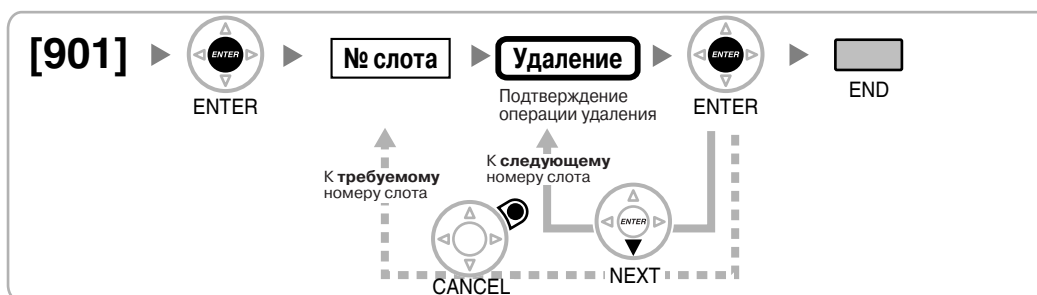 [901]
ENTER
ENTER
№ слота
Удаление
Подтверждение
операции удаления
ENTER
ENTER
END
К требуемому
номеру слота
CANCEL
К следующему
номеру слота
ENTER
NEXT